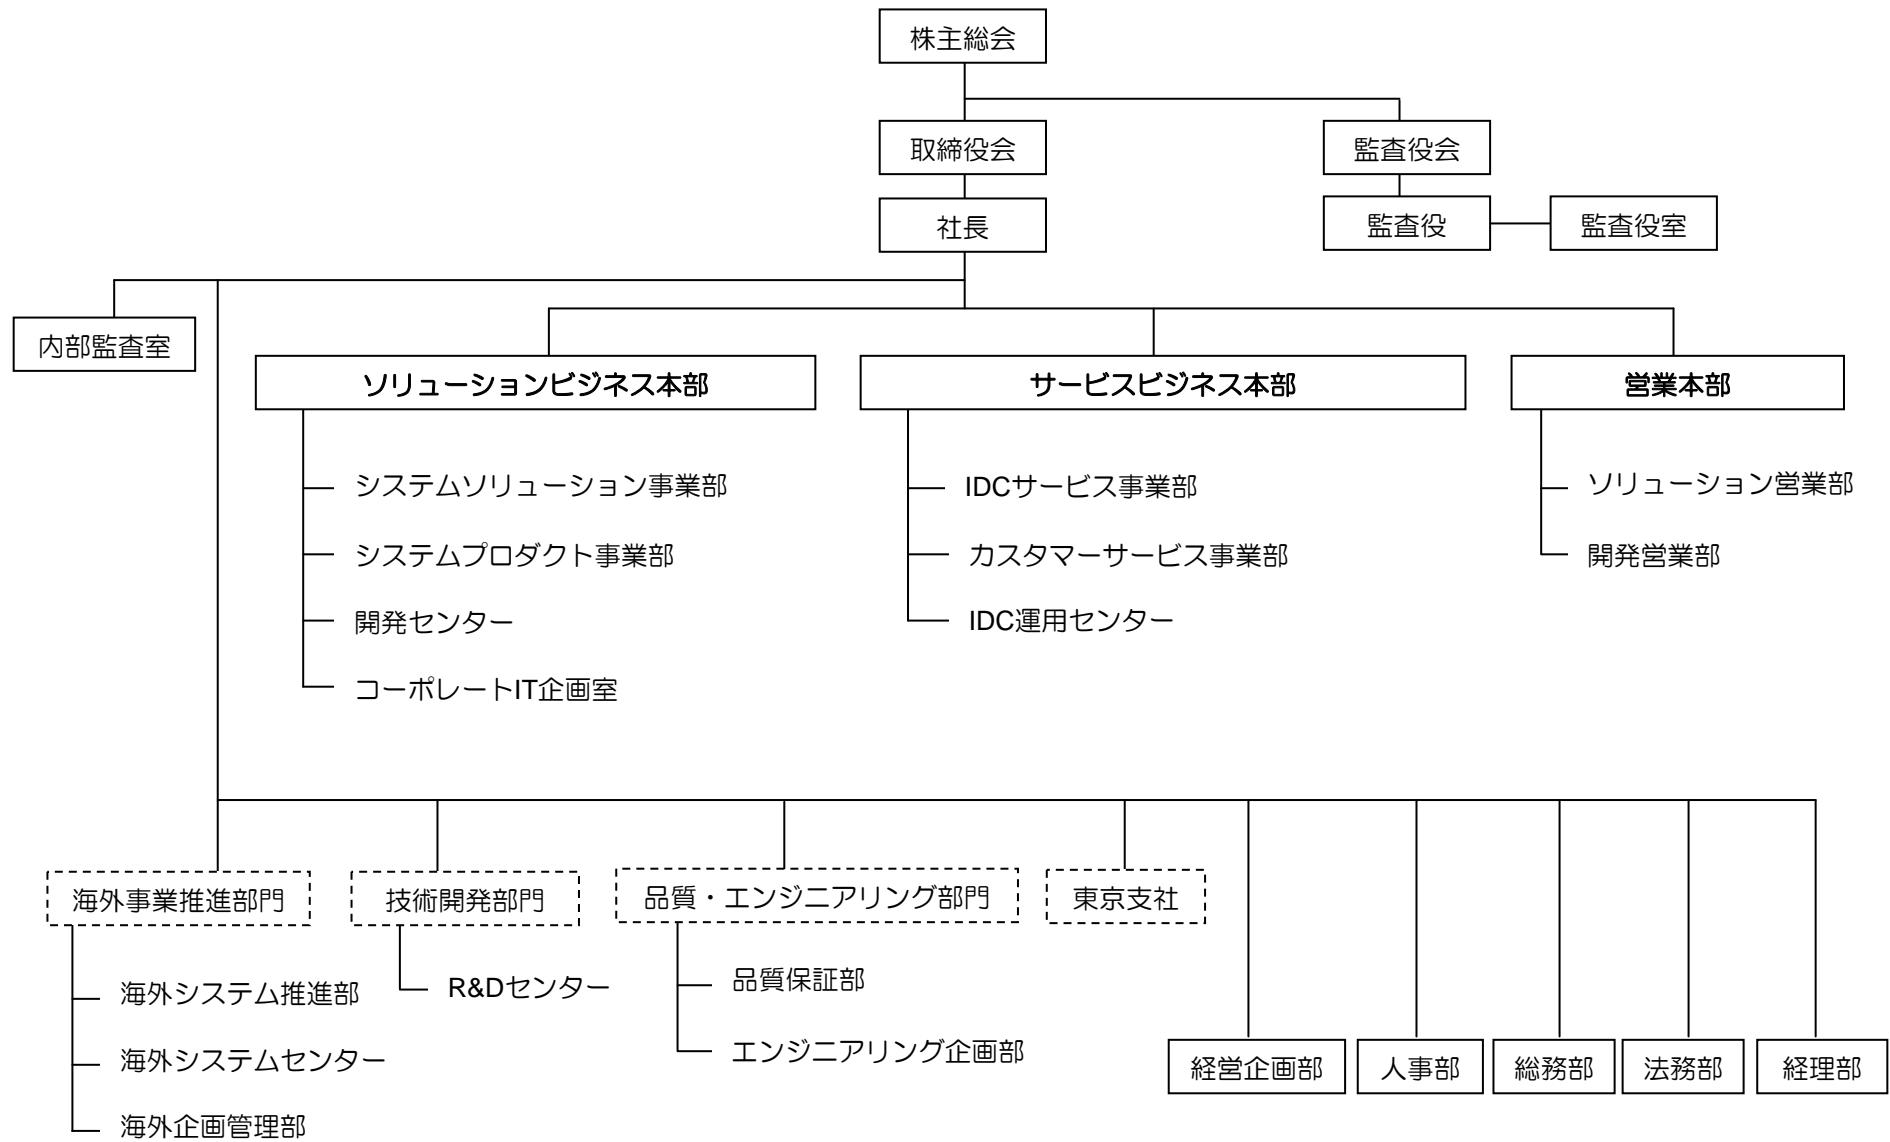 株主総会
取締役会
監査役会
社長
監査役
監査役室
内部監査室
ソリューションビジネス本部
サービスビジネス本部
営業本部
システムソリューション事業部
システムプロダクト事業部
開発センター
コーポレートIT企画室
IDCサービス事業部
カスタマーサービス事業部
IDC運用センター
ソリューション営業部
開発営業部
海外事業推進部門
技術開発部門
品質・エンジニアリング部門
東京支社
海外システム推進部
海外システムセンター
海外企画管理部
R&Dセンター
品質保証部
エンジニアリング企画部
経営企画部
人事部
総務部
法務部
経理部